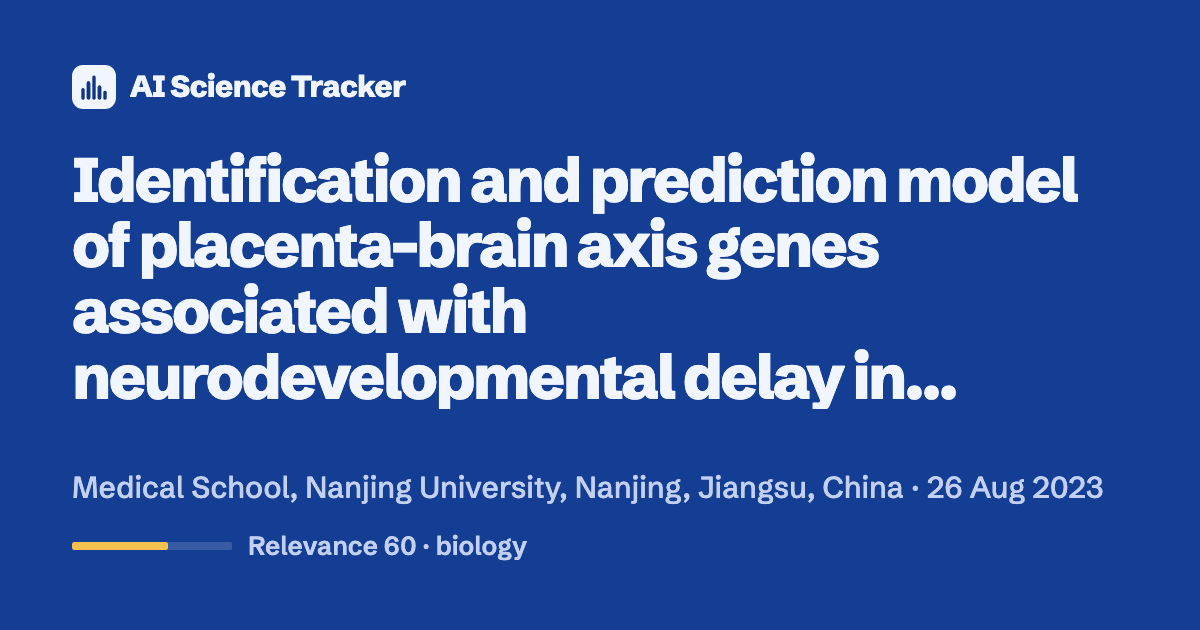 AI Science Tracker
Identification and prediction model
of placenta-brain axis genes
associated with
neurodevelopmental delay in...
Medical School, Nanjing University, Nanjing, Jiangsu, China · 26 Aug 2023
Relevance 60 · biology